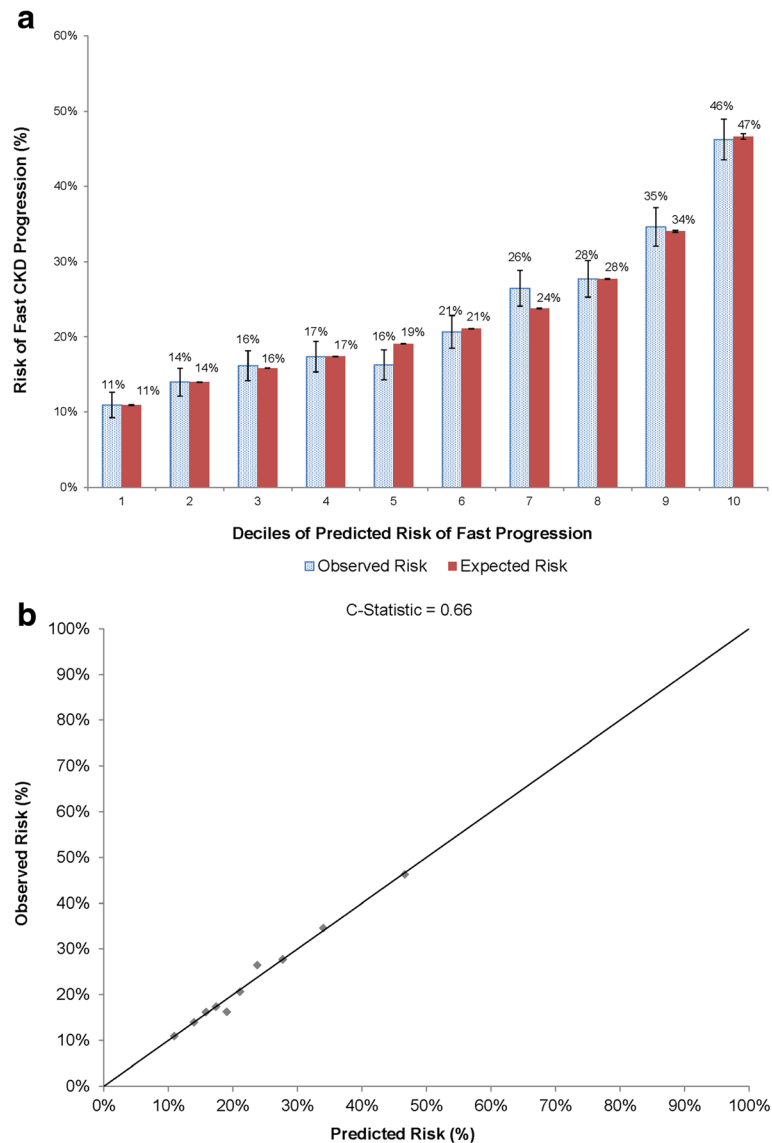 a
60%
50%
40%
30%
20%
10%
0%
Risk of Fast CKD Progression (%)
11% 11%
14% 14%
16% 16%
17% 17%
16% 19%
21% 21%
26% 24%
28% 28%
35% 34%
46% 47%
1 2 3 4 5 6 7 8 9 10
Deciles of Predicted Risk of Fast Progression
Observed Risk Expected Risk
b
C-Statistic = 0.66
100%
90%
80%
70%
60%
50%
40%
30%
20%
10%
0%
Observed Risk (%)
0% 10% 20% 30% 40% 50% 60% 70% 80% 90% 100%
Predicted Risk (%)